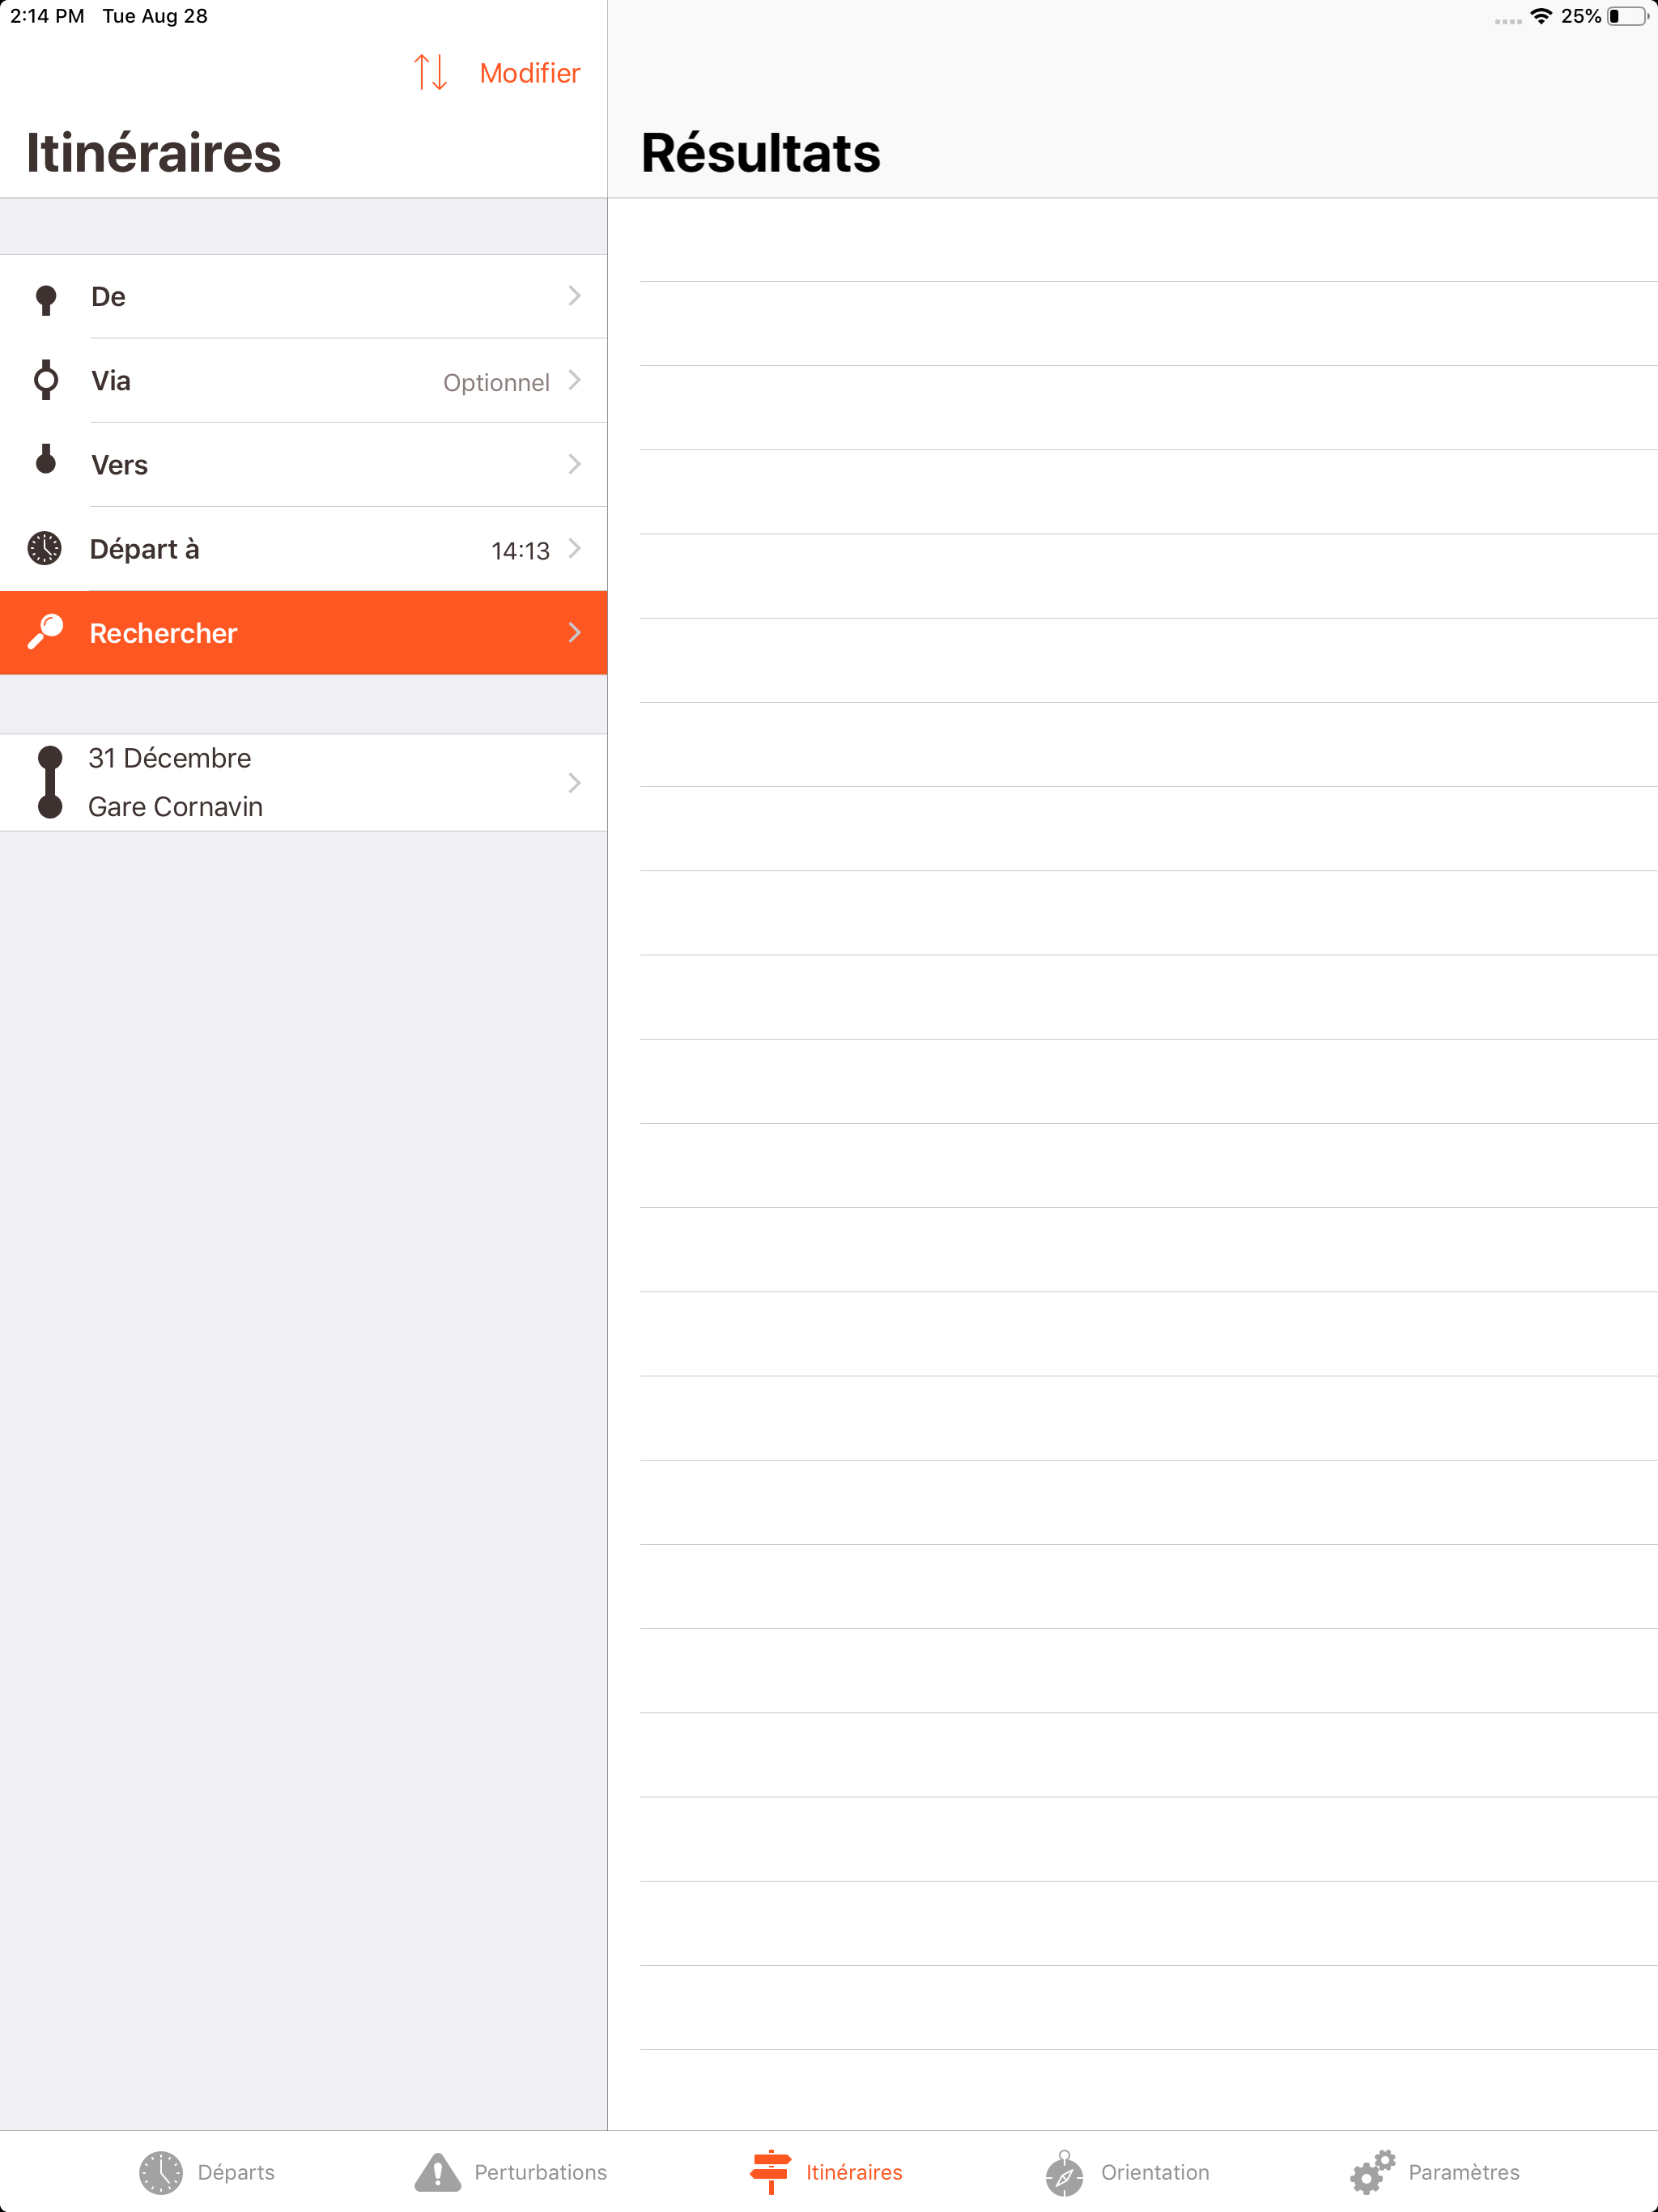 2:14 PM Tue Aug 28
25%
Modifier
Itinéraires
Résultats
De
Via Optionnel
Vers
Départ à 14:13
Rechercher
31 Décembre
Gare Cornavin
Départs
Perturbations
Itinéraires
Orientation
Paramètres